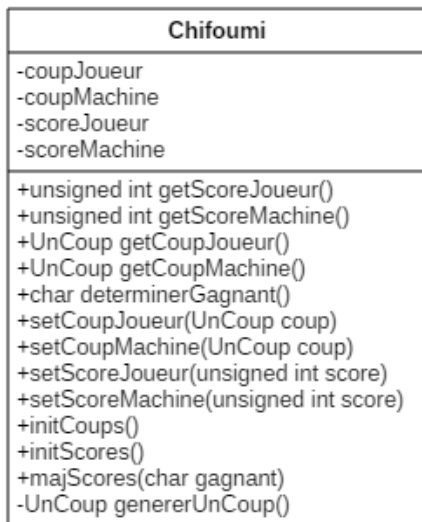 Chifoumi
-coupJoueur
-coupMachine
-scoreJoueur
-scoreMachine
+unsigned int getScoreJoueur()
+unsigned int getScoreMachine()
+UnCoup getCoupJoueur()
+UnCoup getCoupMachine()
+char determinerGagnant()
+setCoupJoueur(UnCoup coup)
+setCoupMachine(UnCoup coup)
+setScoreJoueur(unsigned int score)
+setScoreMachine(unsigned int score)
+initCoups()
+initScores()
+majScores(char gagnant)
-UnCoup genererUnCoup()